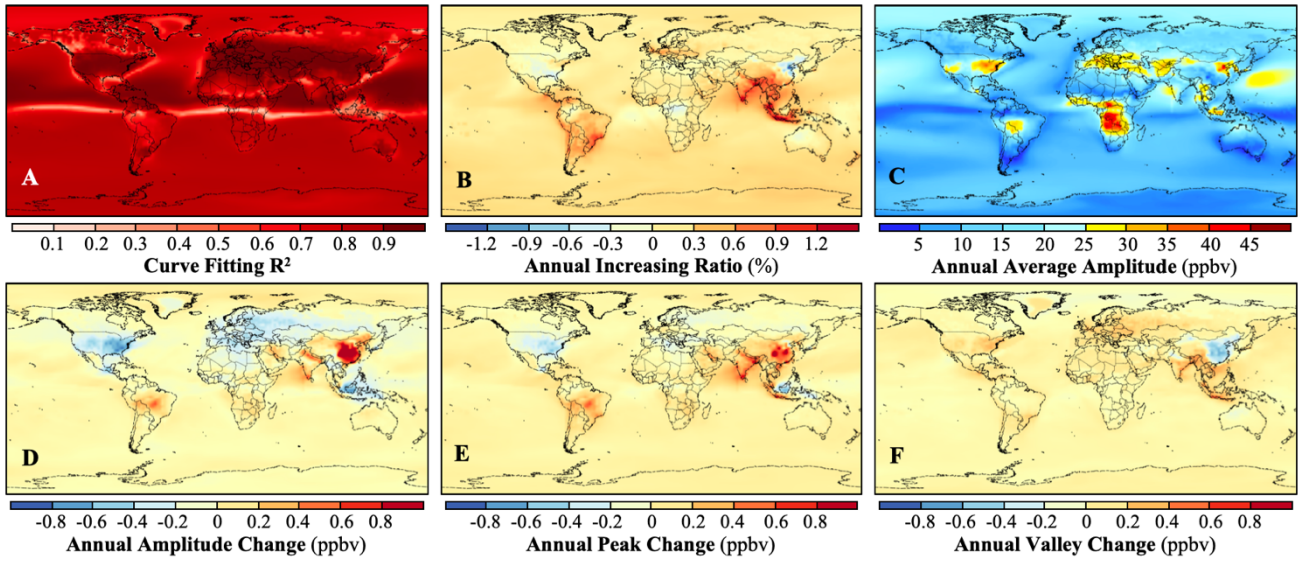 A
B
C
0.1 0.2 0.3 0.4 0.5 0.6 0.7 0.8 0.9
Curve Fitting R²
-1.2 -0.9 -0.6 -0.3 0 0.3 0.6 0.9 1.2
Annual Increasing Ratio (%)
5 10 15 20 25 30 35 40 45
Annual Average Amplitude (ppbv)
D
E
F
-0.8 -0.6 -0.4 -0.2 0 0.2 0.4 0.6 0.8
Annual Amplitude Change (ppbv)
-0.8 -0.6 -0.4 -0.2 0 0.2 0.4 0.6 0.8
Annual Peak Change (ppbv)
-0.8 -0.6 -0.4 -0.2 0 0.2 0.4 0.6 0.8
Annual Valley Change (ppbv)